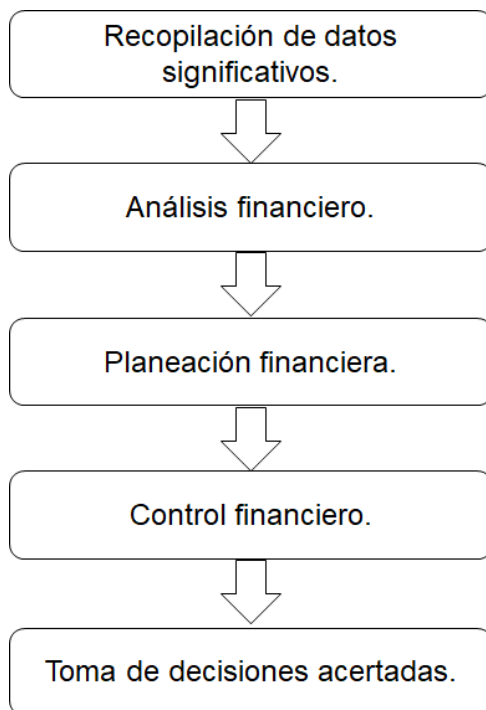 Recopilación de datos
significativos.
Análisis financiero.
Planeación financiera.
Control financiero.
Toma de decisiones acertadas.